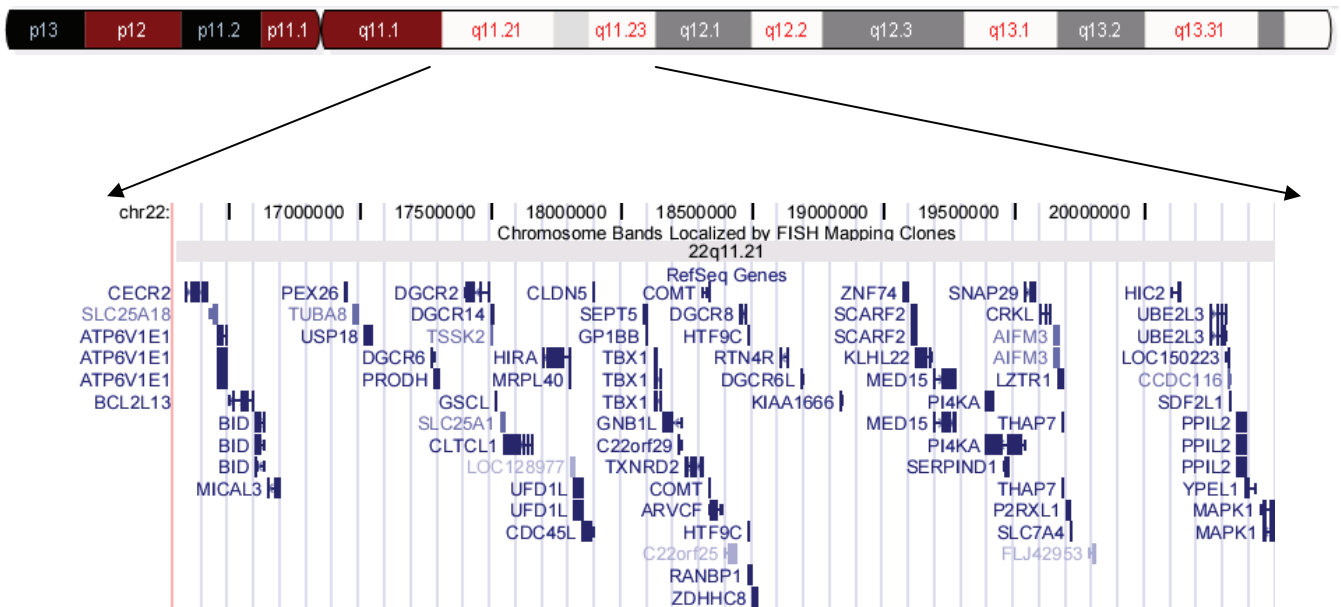 p13 p12 p11.2 p11.1 q11.1 q11.21 q11.23 q12.1 q12.2 q12.3 q13.1 q13.2 q13.31
chr22: 17000000 17500000 18000000 18500000 19000000 19500000 20000000
Chromosome Bands Localized by FISH Mapping Clones
22q11.21
RefSeq Genes
CECR2 PEX26 DGCR2 CLDN5 COMT ZNF74 SNAP29 HIC2
SLC25A18 TUBA8 DGCR14 SEPT5 DGCR8 SCARF2 CRKL UBE2L3
ATP6V1E1 USP18 TSSK2 GP1BB HTF9C SCARF2 AIFM3 UBE2L3
ATP6V1E1 DGCR6 HIRA TBX1 RTN4R KLHL22 AIFM3 LOC150223
ATP6V1E1 PRODH MRPL40 TBX1 DGCR6L MED15 LZTR1 CCDC116
BCL2L13 GSCL TBX1 KIAA1666 PI4KA SDF2L1
BID SLC25A1 GNB1L MED15 THAP7 PPIL2
BID CLTCL1 C22orf29 PI4KA PPIL2
BID LOC128977 TXNRD2 SERPIND1 PPIL2
MICAL3 UFD1L COMT THAP7 YPEL1
UFD1L ARVCF P2RXL1 MAPK1
CDC45L HTF9C SLC7A4 MAPK1
C22orf25 FLJ42953
RANBP1
ZDHHC8